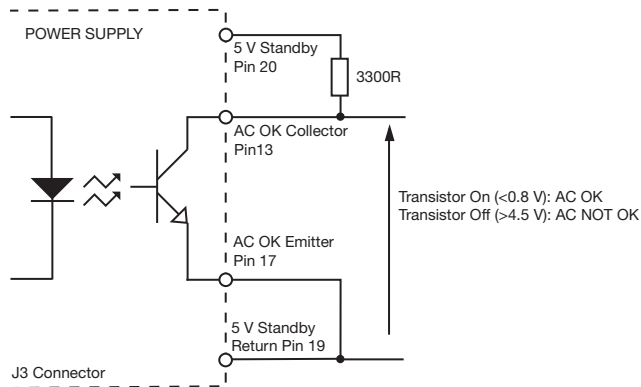 POWER SUPPLY
5 V Standby
Pin 20
3300R
AC OK Collector
Pin13
Transistor On (<0.8 V): AC OK
Transistor Off (>4.5 V): AC NOT OK
AC OK Emitter
Pin 17
5 V Standby
Return Pin 19
J3 Connector